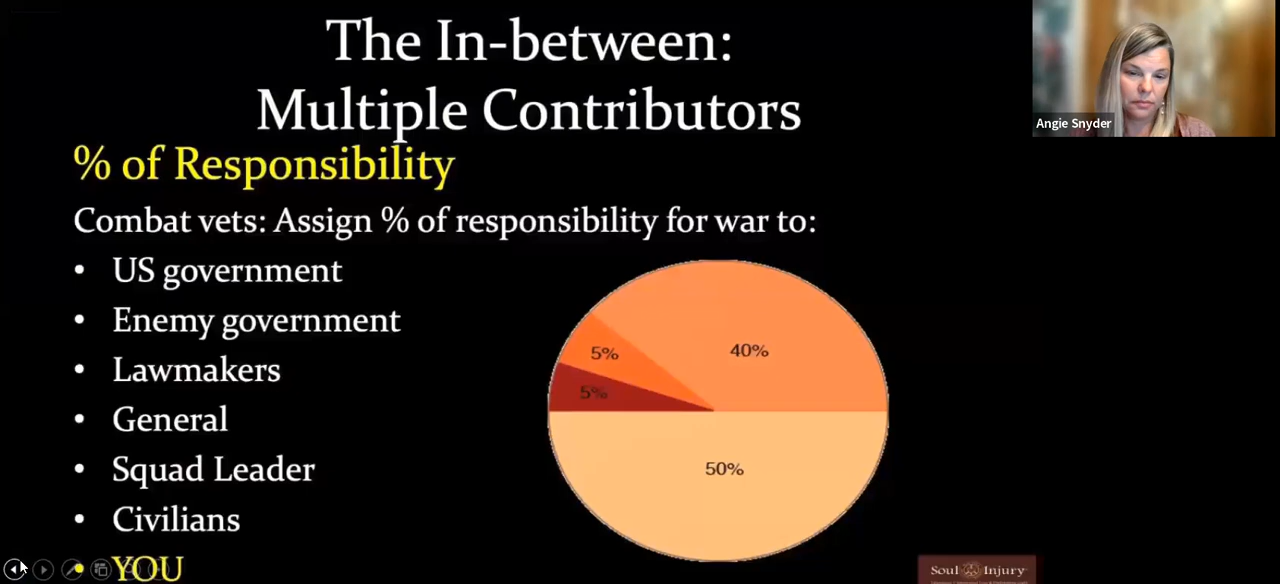 The In-between:
Multiple Contributors
Angie Snyder
% of Responsibility
Combat vets: Assign % of responsibility for war to:
• US government
• Enemy government
• Lawmakers
• General
• Squad Leader
• Civilians
• YOU
40%
5%
5%
50%
Soul Injury